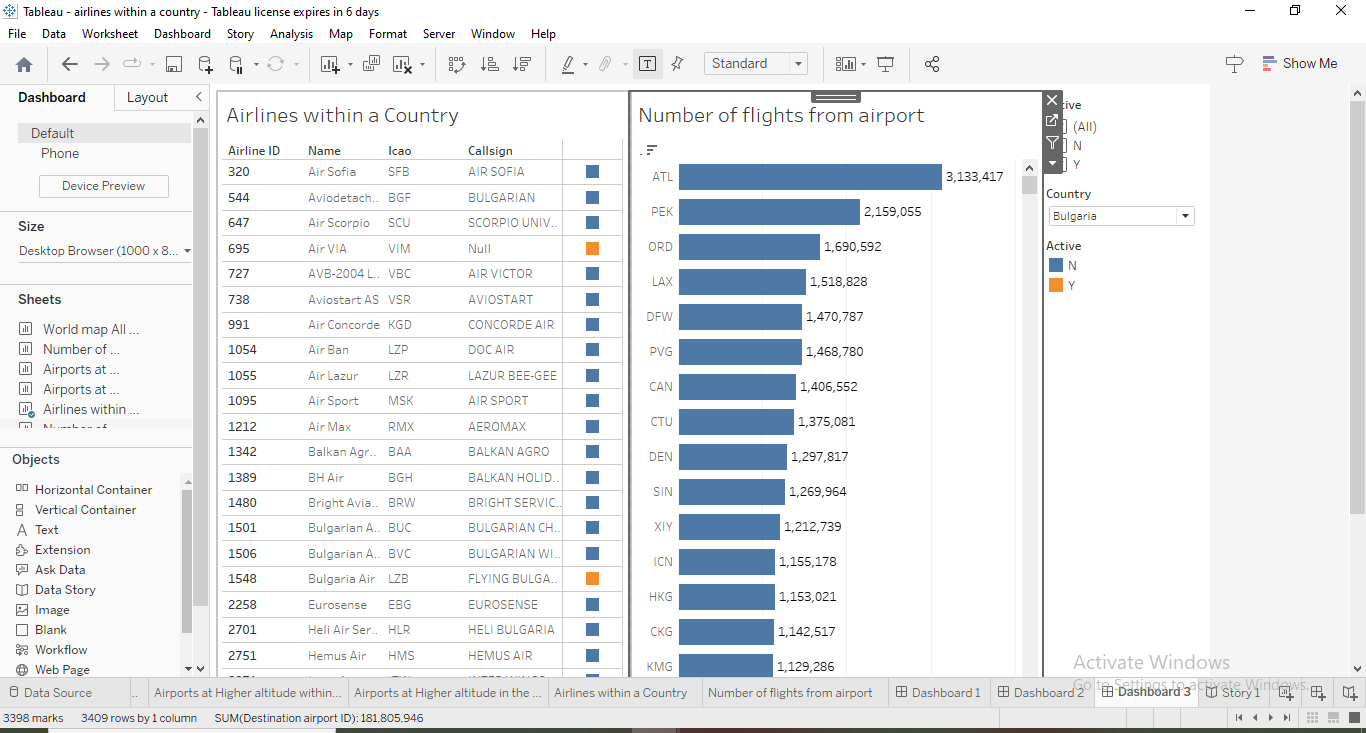 Tableau - airlines within a country - Tableau license expires in 6 days
File Data Worksheet Dashboard Story Analysis Map Format Server Window Help
Standard
Show Me
Dashboard Layout
Default
Phone
Device Preview
Size
Desktop Browser (1000 x 8...
Sheets
World map All ...
Number of ...
Airports at ...
Airports at ...
Airlines within ...
Objects
Horizontal Container
Vertical Container
Text
Extension
Ask Data
Data Story
Image
Blank
Workflow
Web Page
Airlines within a Country
Airline ID Name Icao Callsign
320 Air Sofia SFB AIR SOFIA
544 Aviodetach.. BGF BULGARIAN
647 Air Scorpio SCU SCORPIO UNIV..
695 Air VIA VIM Null
727 AVB-2004 L.. VBC AIR VICTOR
738 Aviostart AS VSR AVIOSTART
991 Air Concorde KGD CONCORDE AIR
1054 Air Ban LZP DOC AIR
1055 Air Lazur LZR LAZUR BEE-GEE
1095 Air Sport MSK AIR SPORT
1212 Air Max RMX AEROMAX
1342 Balkan Agr.. BAA BALKAN AGRO
1389 BH Air BGH BALKAN HOLID..
1480 Bright Avia.. BRW BRIGHT SERVIC..
1501 Bulgarian A.. BUC BULGARIAN CH..
1506 Bulgarian A.. BVC BULGARIAN WI..
1548 Bulgaria Air LZB FLYING BULGA..
2258 Eurosense EBG EUROSENSE
2701 Heli Air Ser.. HLR HELI BULGARIA
2751 Hemus Air HMS HEMUS AIR
Number of flights from airport
ATL 3,133,417
PEK 2,159,055
ORD 1,690,592
LAX 1,518,828
DFW 1,470,787
PVG 1,468,780
CAN 1,406,552
CTU 1,375,081
DEN 1,297,817
SIN 1,269,964
XIY 1,212,739
ICN 1,155,178
HKG 1,153,021
CKG 1,142,517
KMG 1,129,286
tive
(All)
N
Y
Country
Bulgaria
Active
N
Y
Activate Windows
Go to Settings to activate Windows.
Data Source .. Airports at Higher altitude within... Airports at Higher altitude in the ... Airlines within a Country Number of flights from airport Dashboard 1 Dashboard 2 Dashboard 3 Story 1
3398 marks 3409 rows by 1 column SUM(Destination airport ID): 181,805,946